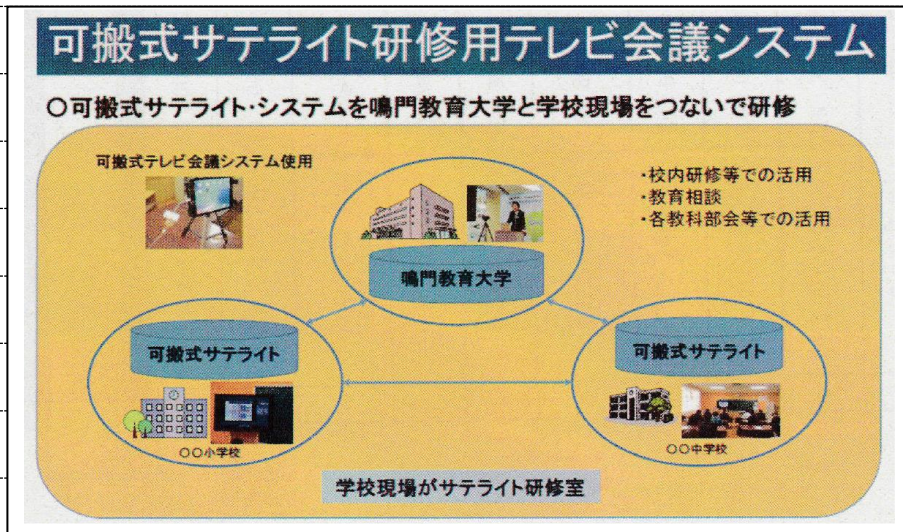 可搬式サテライト研修用テレビ会議システム
〇可搬式サテライト・システムを鳴門教育大学と学校現場をつないで研修
可搬式テレビ会議システム使用
・校内研修等での活用
・教育相談
・各教科部会等での活用
鳴門教育大学
可搬式サテライト
可搬式サテライト
〇〇小学校
〇〇中学校
学校現場がサテライト研修室